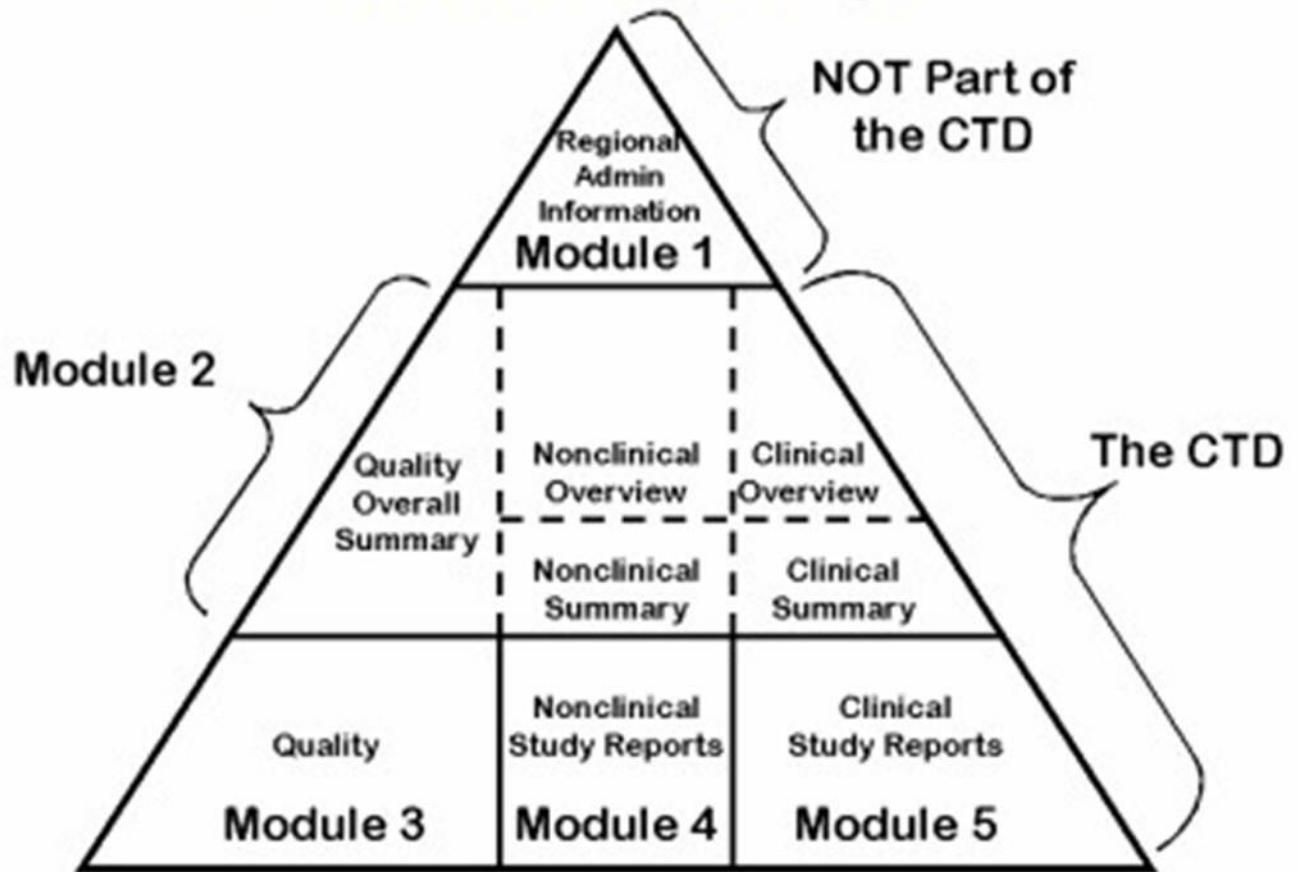 NOT Part of
the CTD
Regional
Admin
Information
Module 1
Module 2
The CTD
Quality
Overall
Summary
Nonclinical
Overview
Clinical
Overview
Nonclinical
Summary
Clinical
Summary
Quality
Module 3
Nonclinical
Study Reports
Module 4
Clinical
Study Reports
Module 5